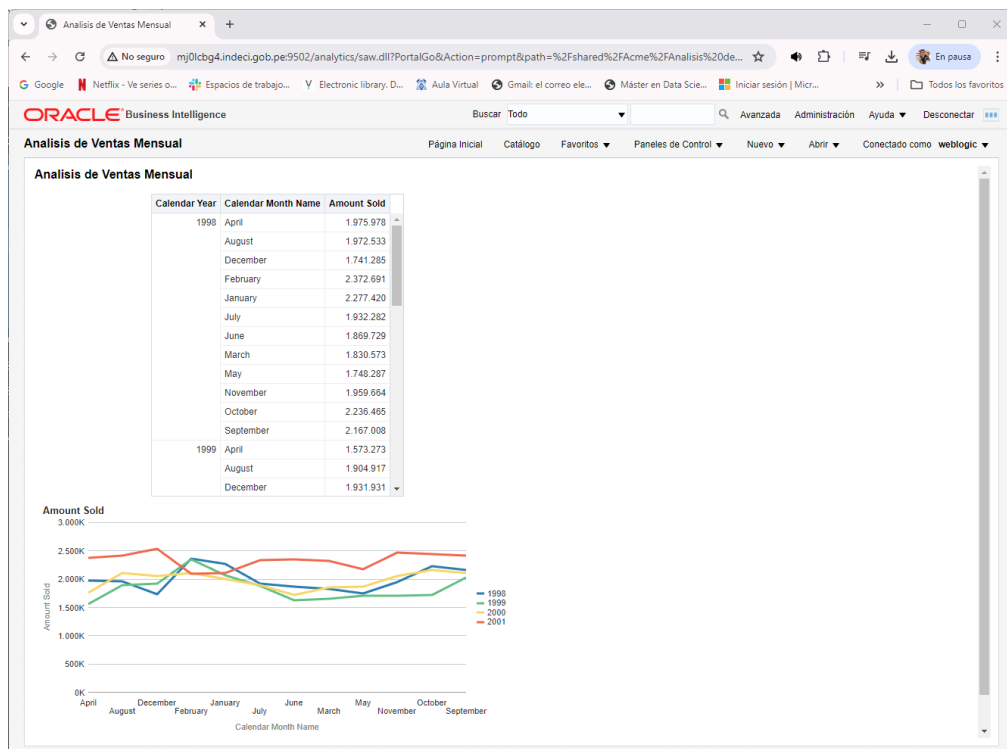 Analisis de Ventas Mensual
No seguro mj0lcbg4.indeci.gob.pe:9502/analytics/saw.dll?PortalGo&Action=prompt&path=%2Fshared%2FAcme%2FAnalisis%20de... En pausa
Google Netflix - Ve series o... Espacios de trabajo... Electronic library. D... Aula Virtual Gmail: el correo ele... Máster en Data Scie... Iniciar sesión | Micr... » Todos los favoritos
ORACLE Business Intelligence Buscar Todo Avanzada Administración Ayuda Desconectar
Analisis de Ventas Mensual Página Inicial Catálogo Favoritos Paneles de Control Nuevo Abrir Conectado como weblogic
Analisis de Ventas Mensual
Calendar Year Calendar Month Name Amount Sold
1998 April 1.975.978
August 1.972.533
December 1.741.285
February 2.372.691
January 2.277.420
July 1.932.282
June 1.869.729
March 1.830.573
May 1.748.287
November 1.959.664
October 2.236.465
September 2.167.008
1999 April 1.573.273
August 1.904.917
December 1.931.931
Amount Sold
3.000K
2.500K
2.000K
1.500K
1.000K
500K
0K
Amount Sold
1998
1999
2000
2001
April December January June May October
August February July March November September
Calendar Month Name